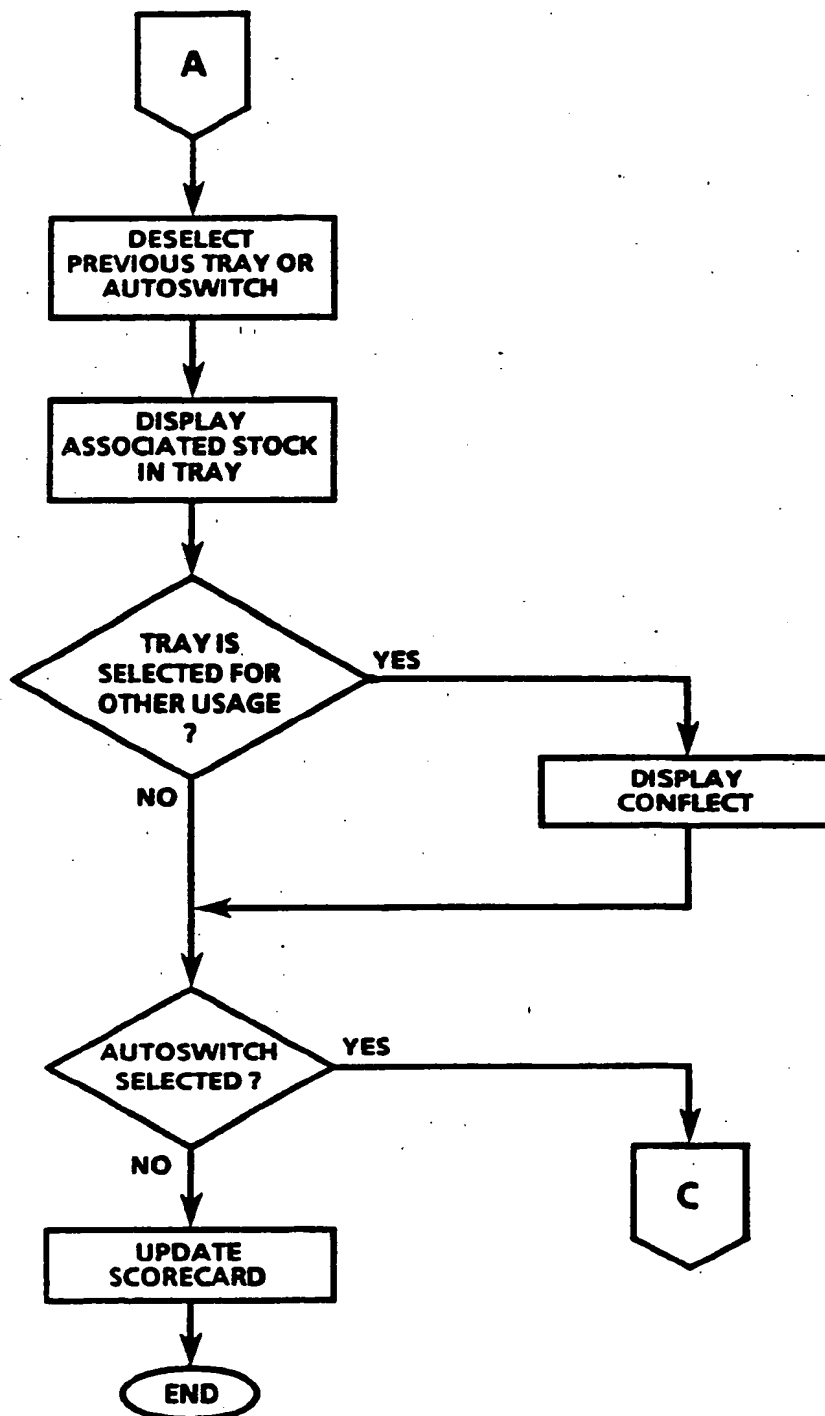 A
DESELECT
PREVIOUS TRAY OR
AUTOSWITCH
DISPLAY
ASSOCIATED STOCK
IN TRAY
TRAY IS
SELECTED FOR
OTHER USAGE
?
YES
NO
DISPLAY
CONFLECT
AUTOSWITCH
SELECTED ?
YES
NO
C
UPDATE
SCORECARD
END